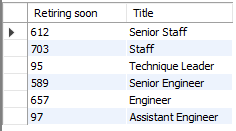 Retiring soon Title
612 Senior Staff
703 Staff
95 Technique Leader
589 Senior Engineer
657 Engineer
97 Assistant Engineer